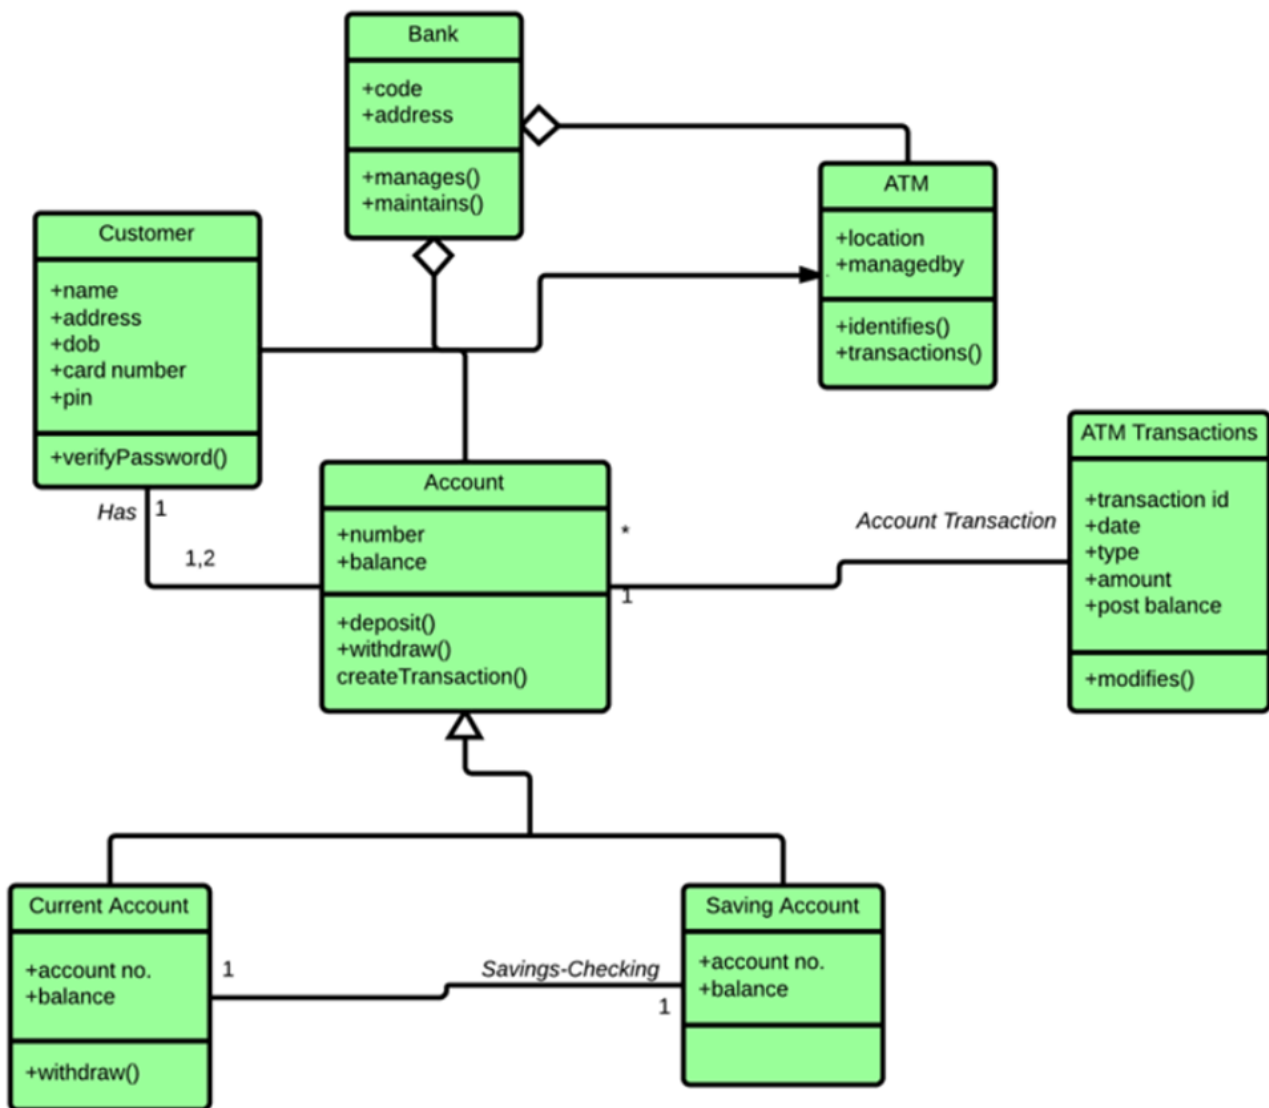 Bank
+code
+address
+manages()
+maintains()
ATM
+location
+managedby
+identifies()
+transactions()
Customer
+name
+address
+dob
+card number
+pin
+verifyPassword()
Has
1
1,2
Account
+number
+balance
+deposit()
+withdraw()
createTransaction()
*
1
Account Transaction
ATM Transactions
+transaction id
+date
+type
+amount
+post balance
+modifies()
Current Account
+account no.
+balance
+withdraw()
1
Savings-Checking
1
Saving Account
+account no.
+balance